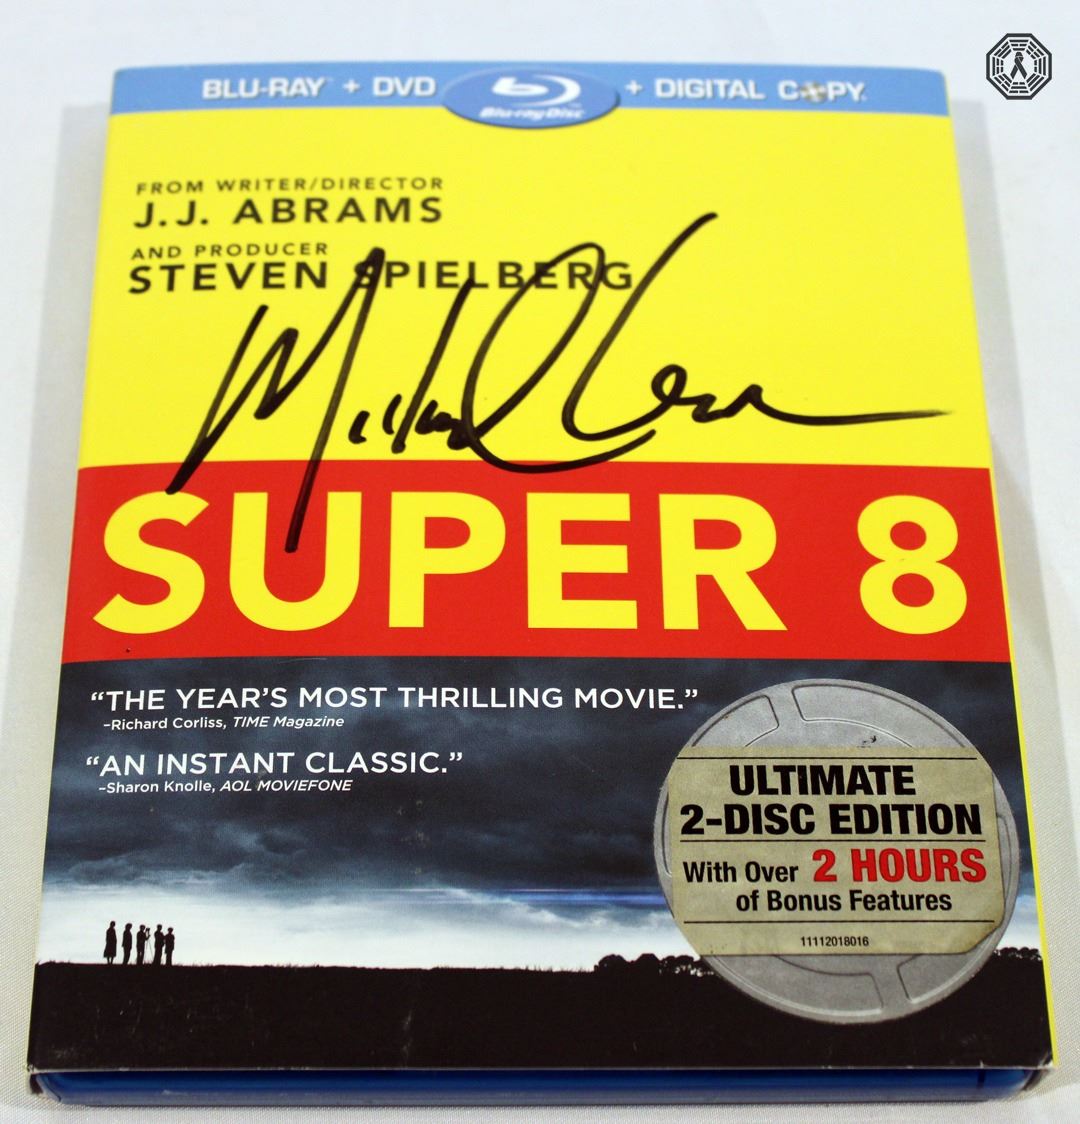 BLU-RAY™ + DVD Blu-ray Disc™ + DIGITAL COPY.
FROM WRITER/DIRECTOR
J.J. ABRAMS
AND PRODUCER
STEVEN SPIELBERG
SUPER 8
“THE YEAR’S MOST THRILLING MOVIE.”
–Richard Corliss, TIME Magazine
“AN INSTANT CLASSIC.”
–Sharon Knolle, AOL MOVIEFONE
ULTIMATE
2-DISC EDITION
With Over 2 HOURS
of Bonus Features
11112018016